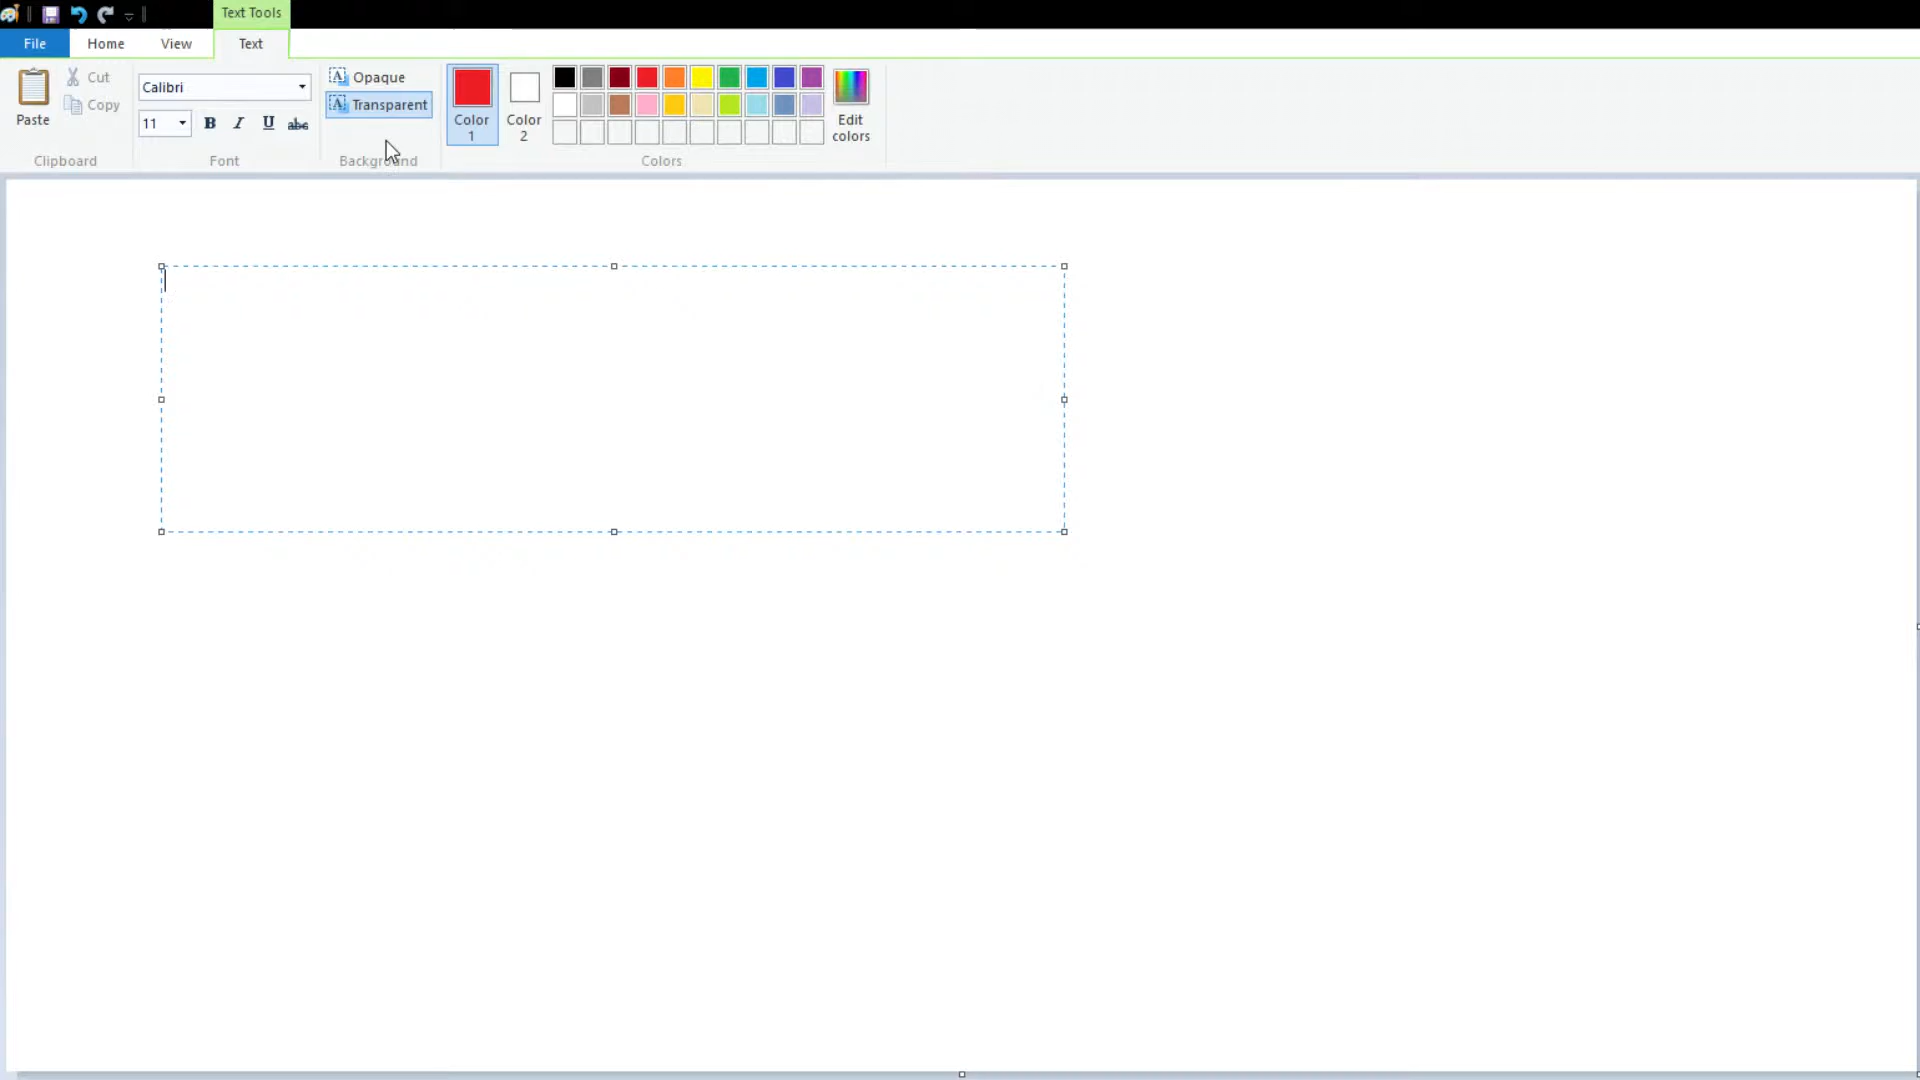 Text Tools
File Home View Text
Paste
Cut
Copy
Clipboard
Calibri
11 B I U abc
Font
Opaque
Transparent
Background
Color 1
Color 2
Edit colors
Colors